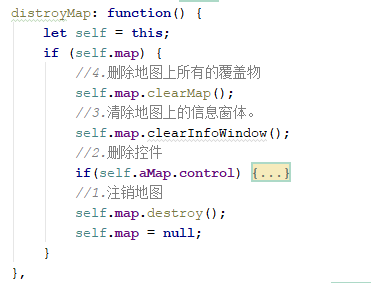 distroyMap: function() {
let self = this;
if (self.map) {
//4.删除地图上所有的覆盖物
self.map.clearMap();
//3.清除地图上的信息窗体。
self.map.clearInfoWindow();
//2.删除控件
if(self.aMap.control) {...}
//1.注销地图
self.map.destroy();
self.map = null;
}
},